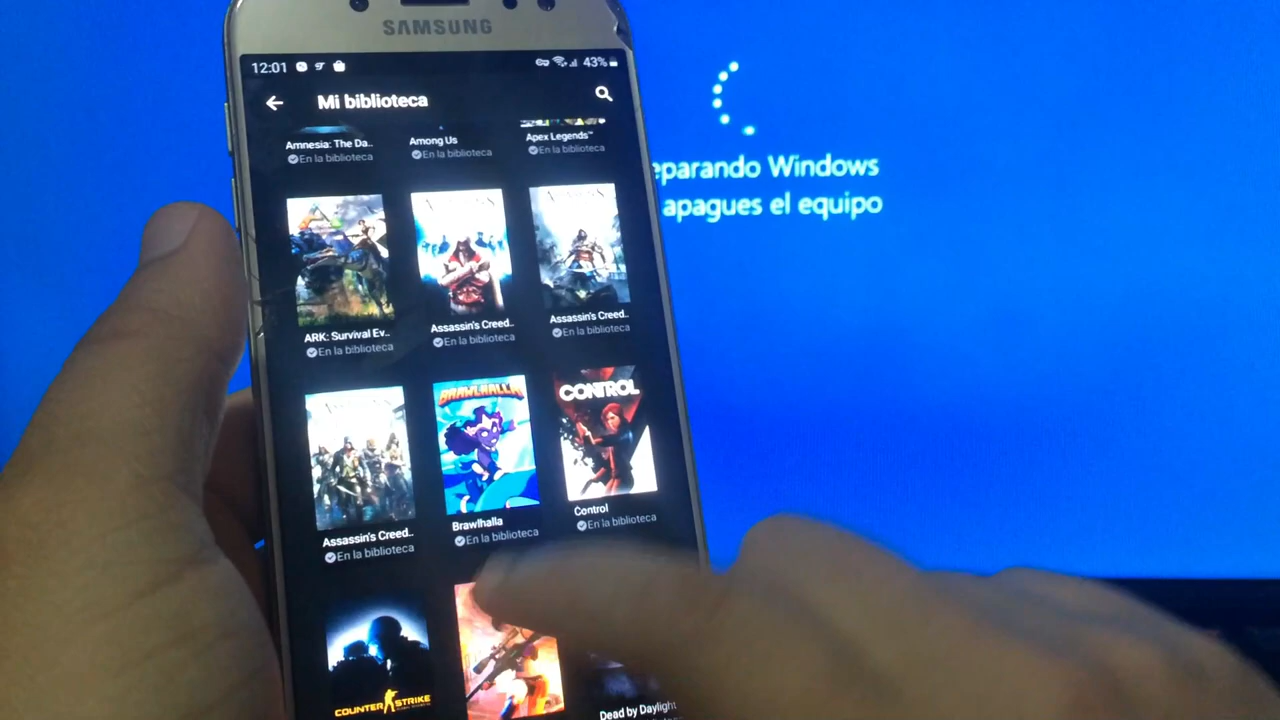 SAMSUNG
12:01
43%
Mi biblioteca
Amnesia: The Da..
Among Us
Apex Legends™
En la biblioteca
En la biblioteca
En la biblioteca
ARK: Survival Ev..
Assassin's Creed..
Assassin's Creed..
En la biblioteca
En la biblioteca
En la biblioteca
BRAWLHALLA
CONTROL
Assassin's Creed..
Brawlhalla
Control
En la biblioteca
En la biblioteca
En la biblioteca
COUNTER STRIKE
Dead by Daylight
eparando Windows
apagues el equipo